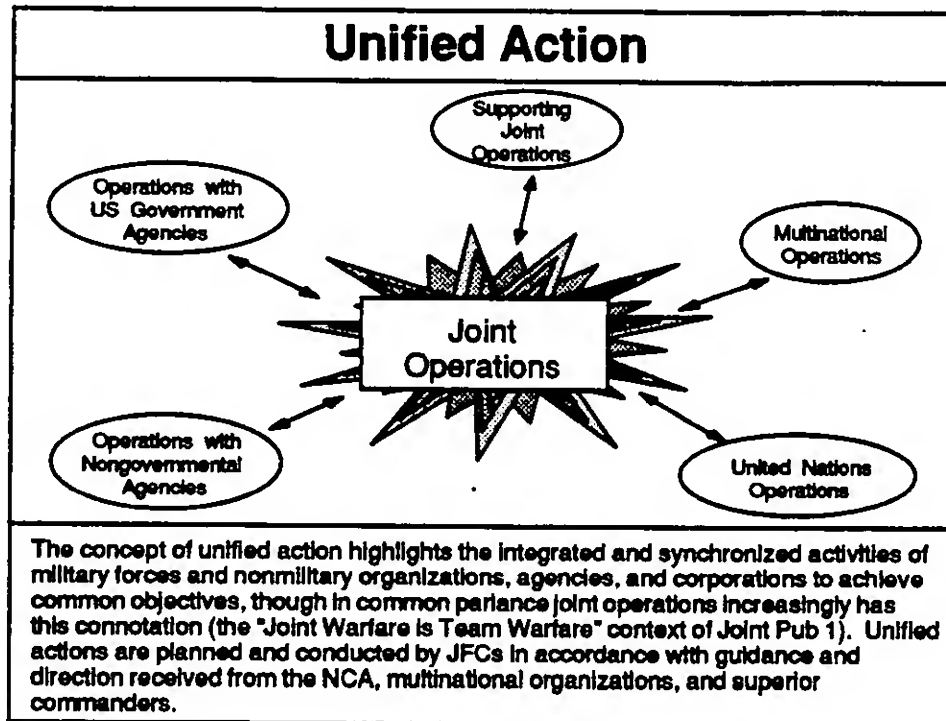 Unified Action
Supporting
Joint
Operations
Operations with
US Government
Agencies
Multinational
Operations
Joint
Operations
Operations with
Nongovernmental
Agencies
United Nations
Operations
The concept of unified action highlights the integrated and synchronized activities of
military forces and nonmilitary organizations, agencies, and corporations to achieve
common objectives, though in common parlance joint operations increasingly has
this connotation (the "Joint Warfare is Team Warfare" context of Joint Pub 1). Unified
actions are planned and conducted by JFCs in accordance with guidance and
direction received from the NCA, multinational organizations, and superior
commanders.